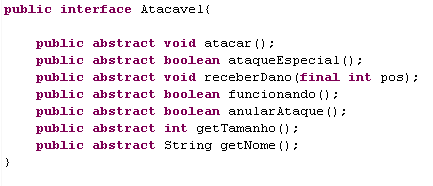 public interface Atacavel{
public abstract void atacar();
public abstract boolean ataqueEspecial();
public abstract void receberDano(final int pos);
public abstract boolean funcionando();
public abstract boolean anularAtaque();
public abstract int getTamanho();
public abstract String getNome();
}